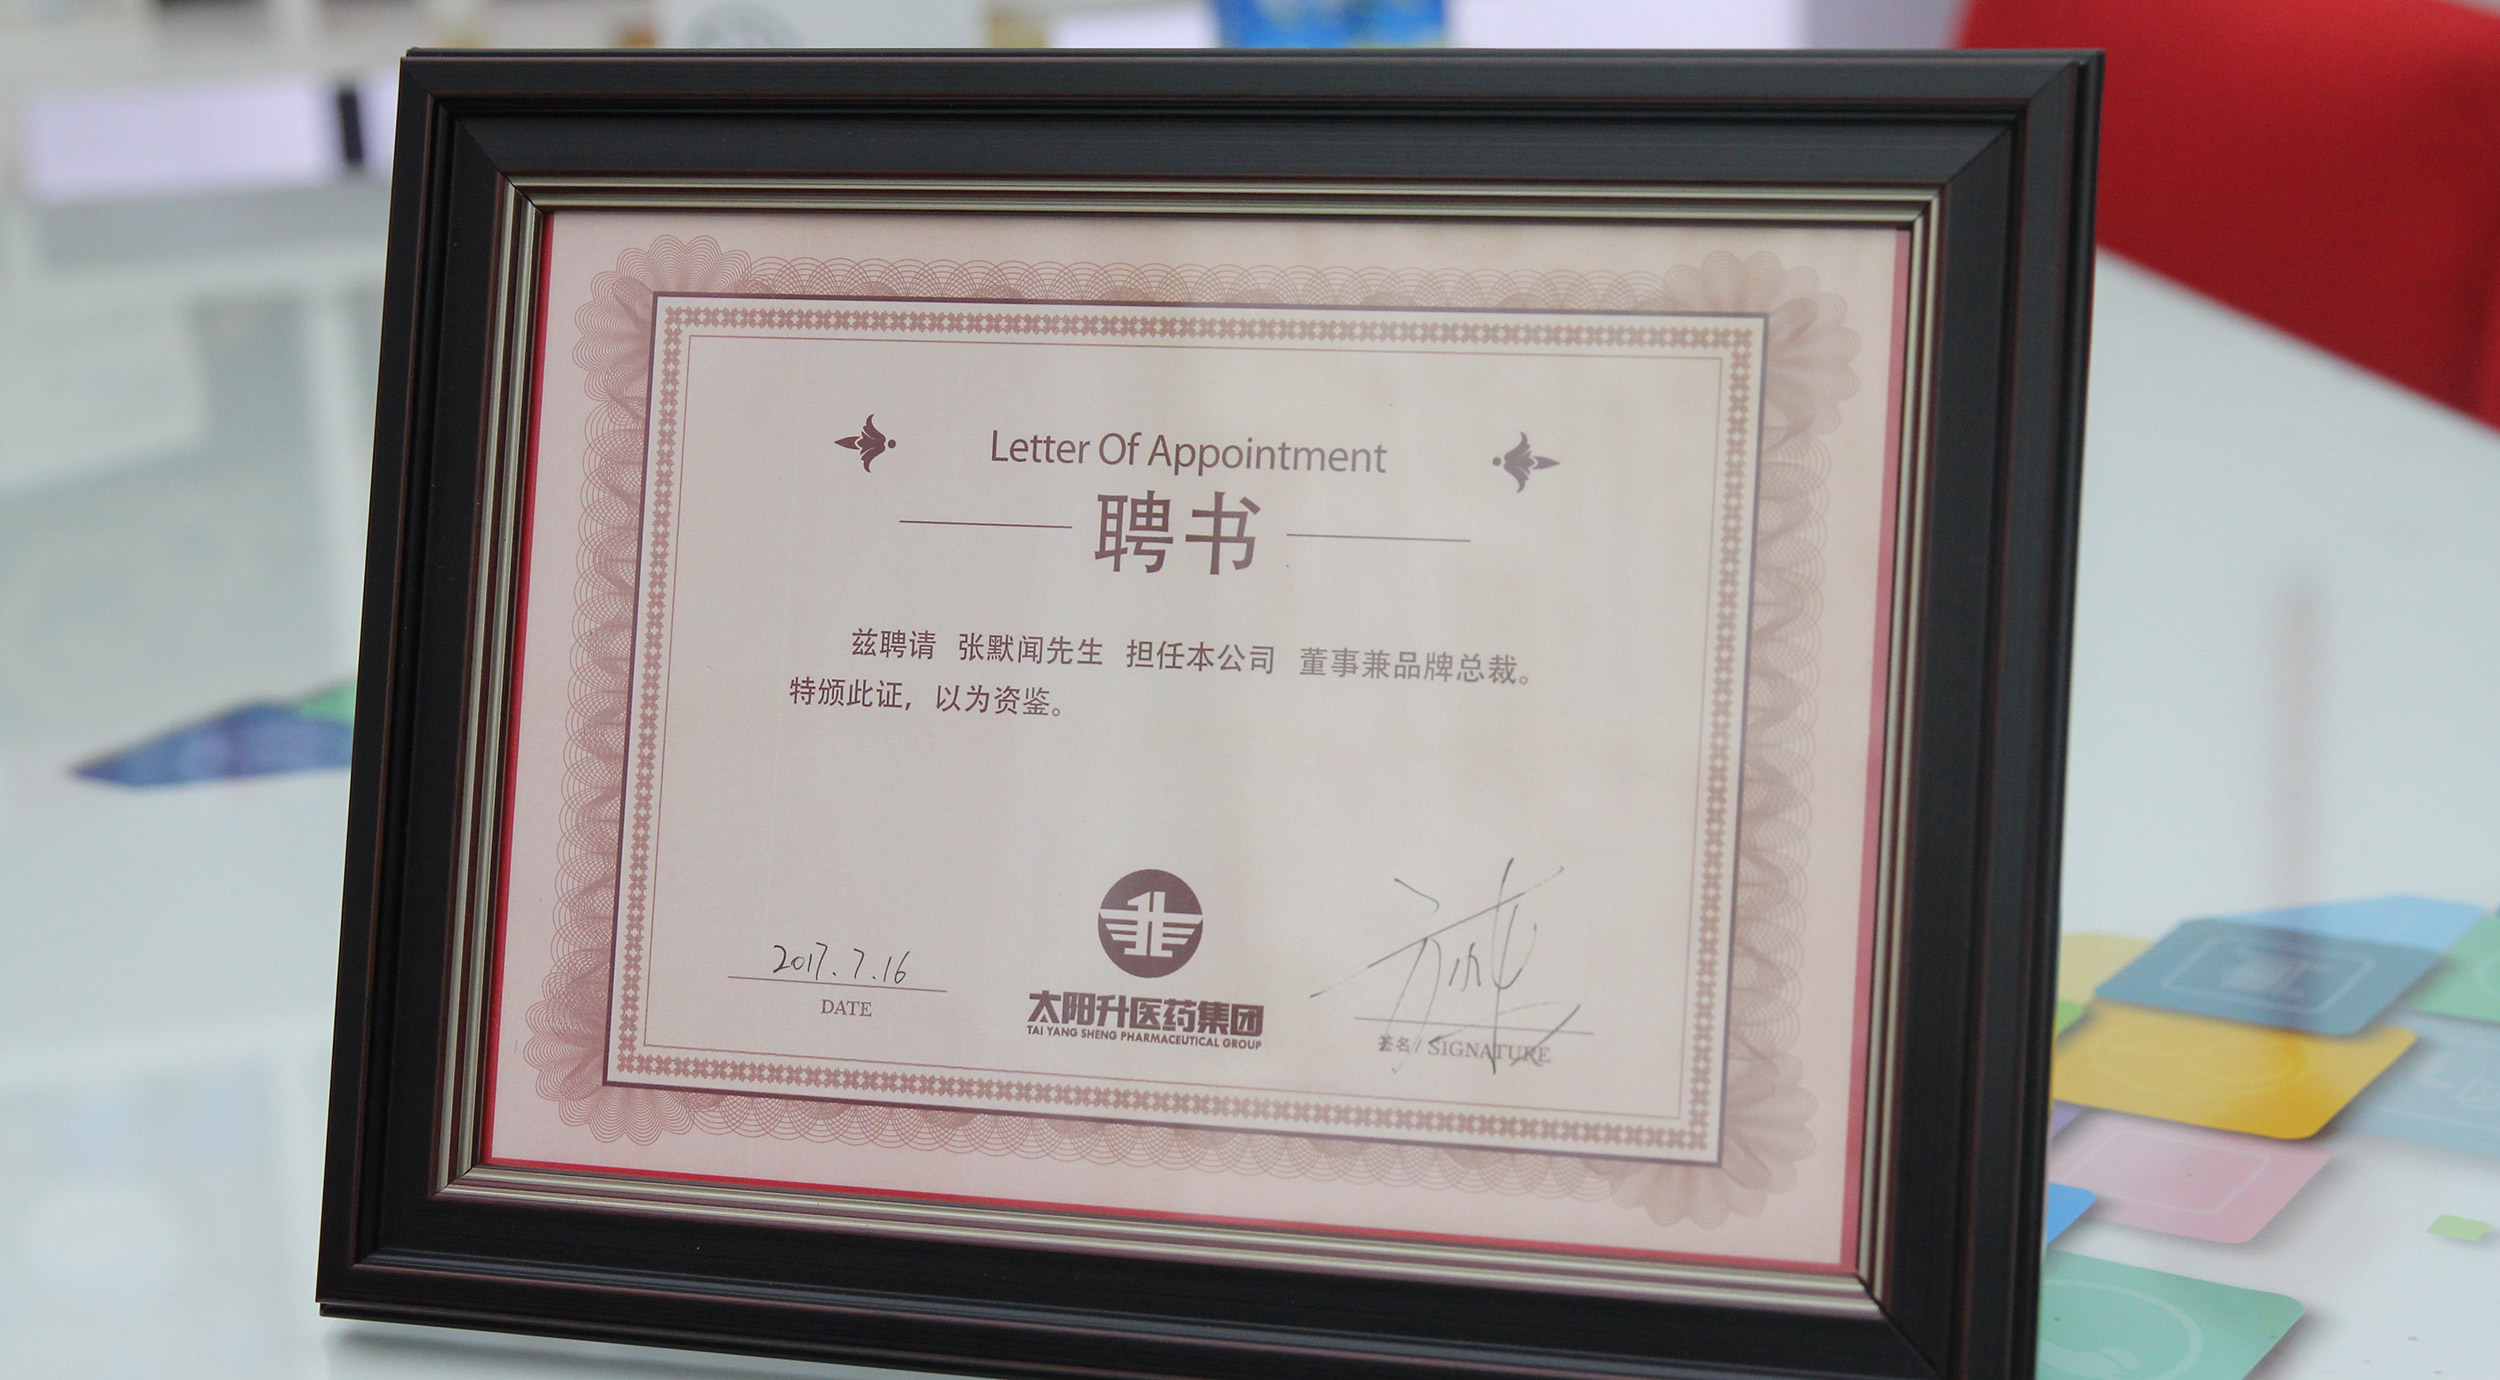 Letter Of Appointment
聘书
兹聘请 张默闻先生 担任本公司 董事兼品牌总裁。
特颁此证，以为资鉴。
2017.7.16
DATE
太阳升医药集团
TAI YANG SHENG PHARMACEUTICAL GROUP
签名 / SIGNATURE